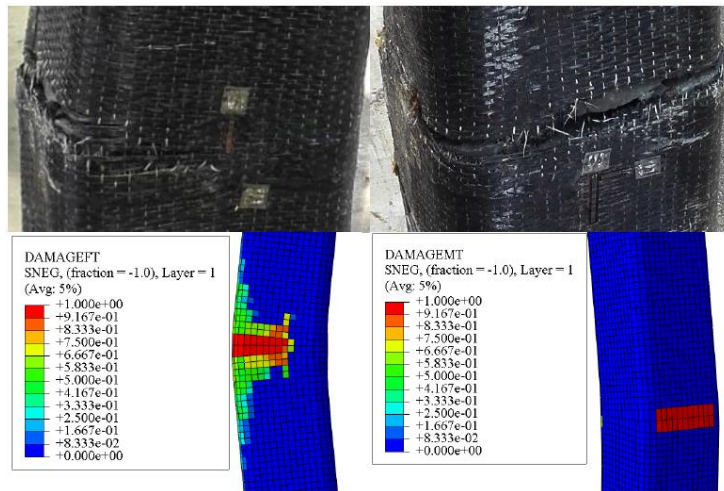 DAMAGEFT
SNEG, (fraction = -1.0), Layer = 1
(Avg: 5%)
+1.000e+00
+9.167e-01
+8.333e-01
+7.500e-01
+6.667e-01
+5.833e-01
+5.000e-01
+4.167e-01
+3.333e-01
+2.500e-01
+1.667e-01
+8.333e-02
+0.000e+00
DAMAGEMT
SNEG, (fraction = -1.0), Layer = 1
(Avg: 5%)
+1.000e+00
+9.167e-01
+8.333e-01
+7.500e-01
+6.667e-01
+5.833e-01
+5.000e-01
+4.167e-01
+3.333e-01
+2.500e-01
+1.667e-01
+8.333e-02
+0.000e+00